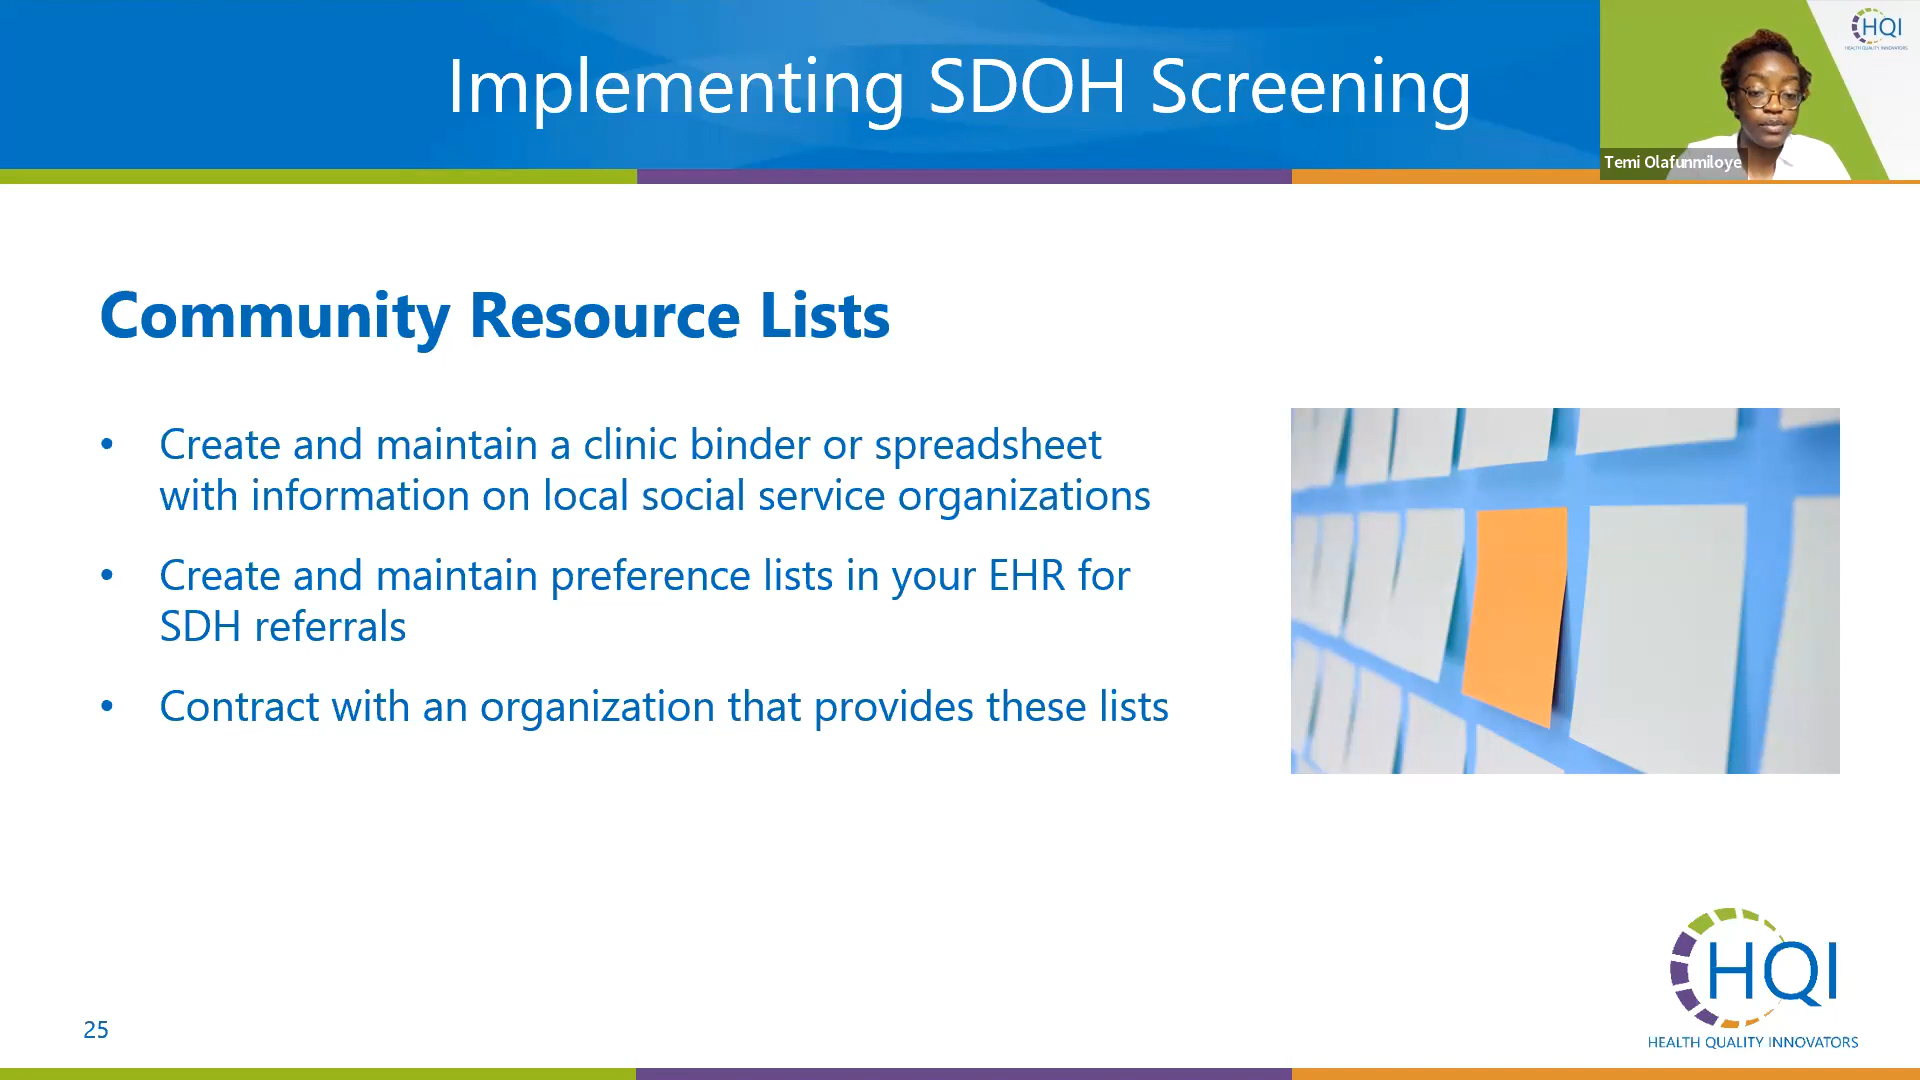 Implementing SDOH Screening
HQI
HEALTH QUALITY INNOVATORS
Temi Olafunmiloye
Community Resource Lists
• Create and maintain a clinic binder or spreadsheet
with information on local social service organizations
• Create and maintain preference lists in your EHR for
SDH referrals
• Contract with an organization that provides these lists
25
HQI
HEALTH QUALITY INNOVATORS